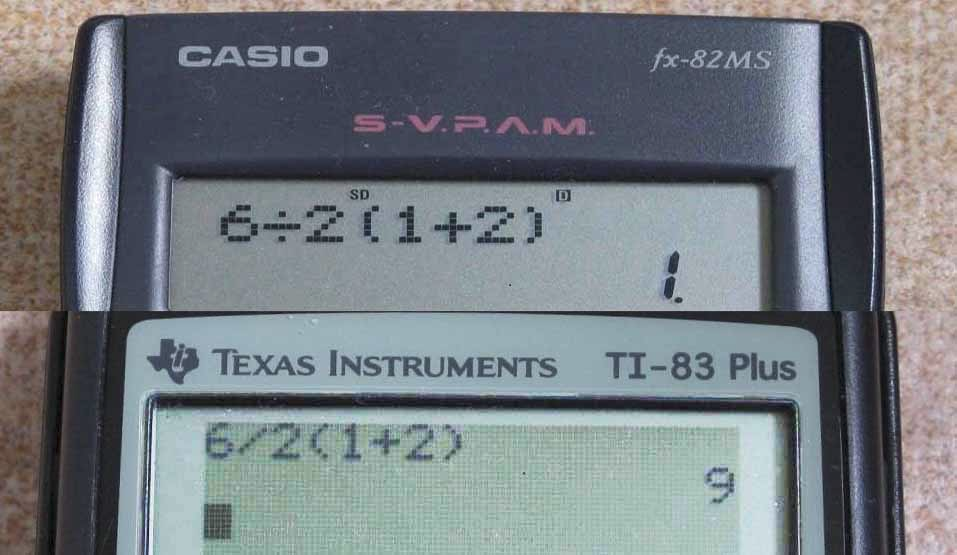 CASIO fx-82MS
S-V.P.A.M.
SD D
6÷2(1+2)
1.
TEXAS INSTRUMENTS TI-83 Plus
6/2(1+2)
9